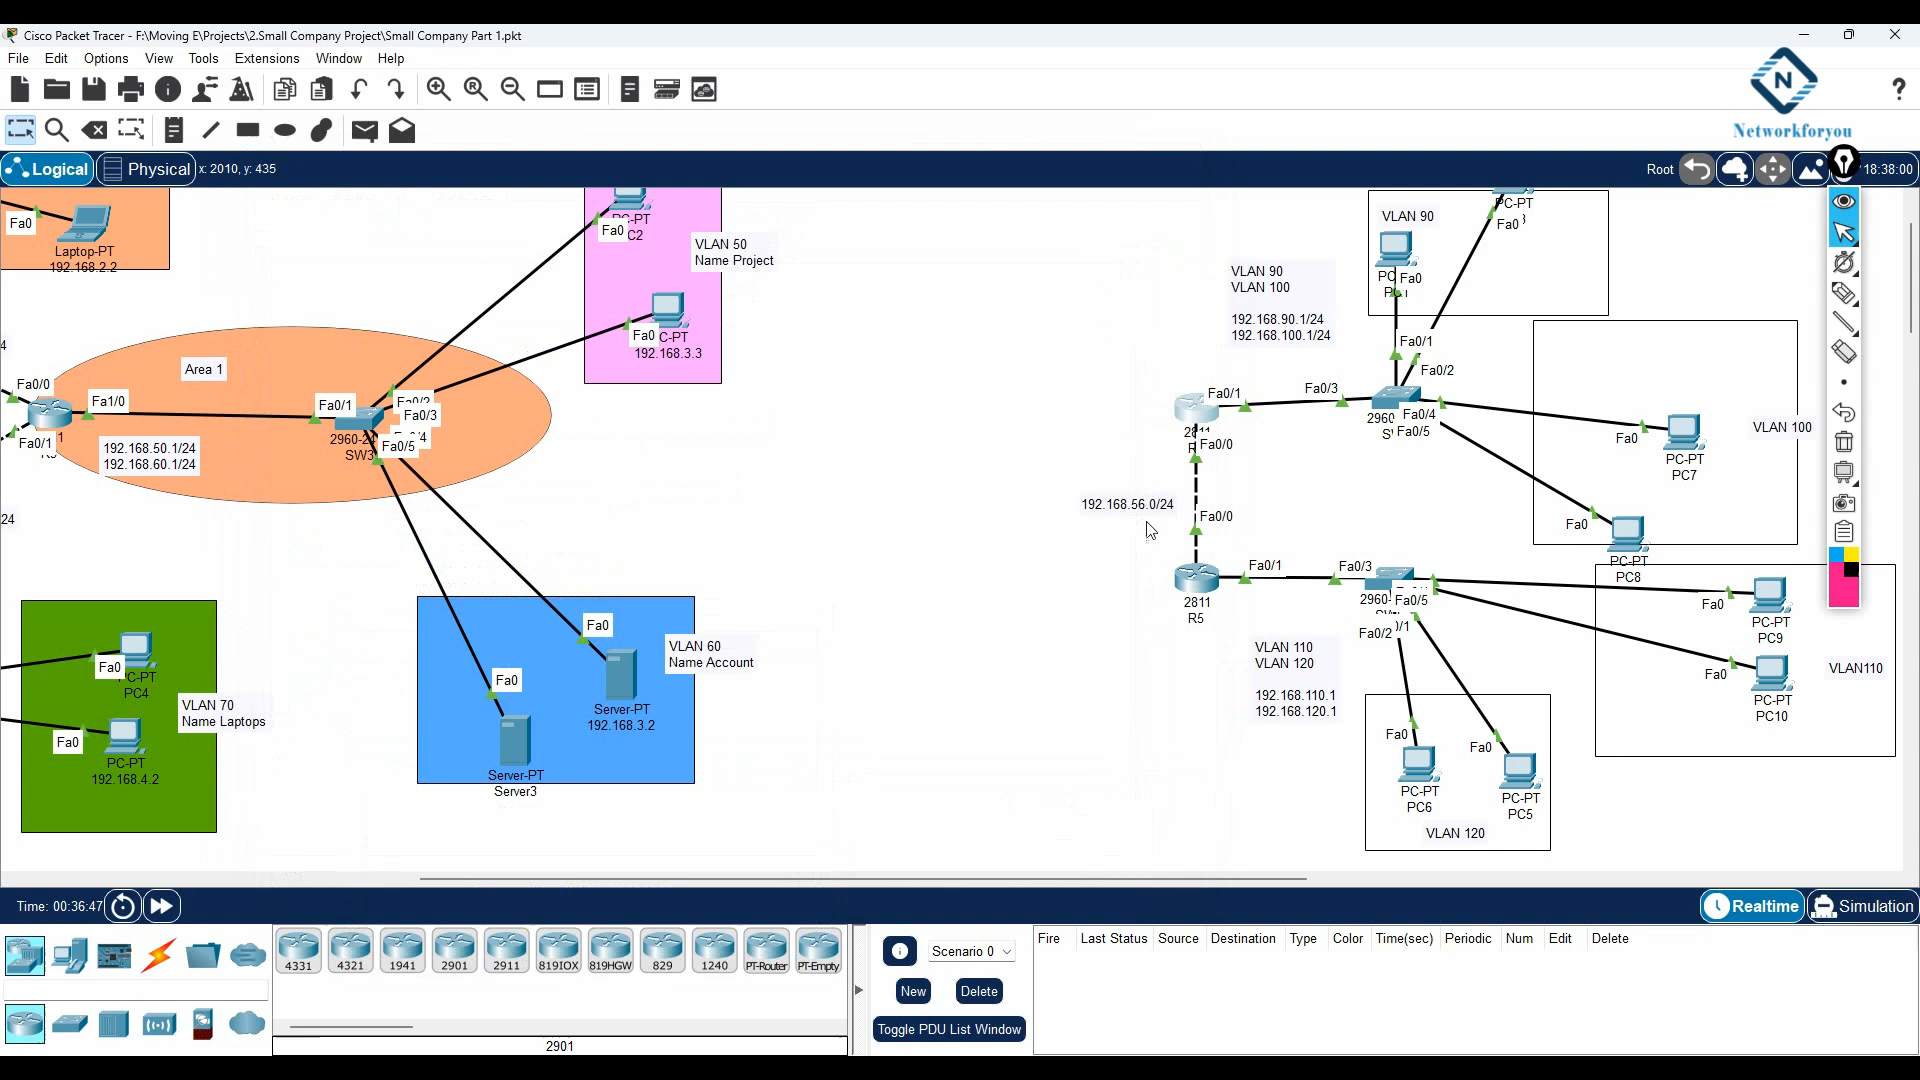 Cisco Packet Tracer - F:\Moving E\Projects\2.Small Company Project\Small Company Part 1.pkt
File Edit Options View Tools Extensions Window Help
N
Networkforyou
?
Logical Physical x: 2010, y: 435
Root 18:38:00
Fa0
Laptop-PT
192.168.2.2
PC-PT
Fa0
VLAN 50
Name Project
Fa0
PC-PT
192.168.3.3
Area 1
Fa0/0
Fa1/0
Fa0/1
Fa0/1
Fa0/2
Fa0/3
Fa0/5
2960-24
SW3
192.168.50.1/24
192.168.60.1/24
24
Fa0
PC-PT
PC4
Fa0
PC-PT
192.168.4.2
VLAN 70
Name Laptops
Fa0
Server-PT
192.168.3.2
Fa0
Server-PT
Server3
VLAN 60
Name Account
VLAN 90
Fa0
PC-PT
Fa0
VLAN 90
VLAN 100
192.168.90.1/24
192.168.100.1/24
Fa0/1
Fa0/2
Fa0/1
Fa0/3
2960
Fa0/4
Fa0/5
2811
Fa0/0
192.168.56.0/24
Fa0/0
Fa0
PC-PT
PC7
VLAN 100
Fa0
PC-PT
PC8
Fa0/1
2811
R5
Fa0/3
2960-
Fa0/5
Fa0/2
VLAN 110
VLAN 120
192.168.110.1
192.168.120.1
Fa0
PC-PT
PC9
Fa0
PC-PT
PC10
VLAN110
Fa0
PC-PT
PC6
Fa0
PC-PT
PC5
VLAN 120
Time: 00:36:47
Realtime Simulation
4331 4321 1941 2901 2911 819IOX 819HGW 829 1240 PT-Router PT-Empty
2901
Scenario 0
New Delete
Toggle PDU List Window
Fire Last Status Source Destination Type Color Time(sec) Periodic Num Edit Delete